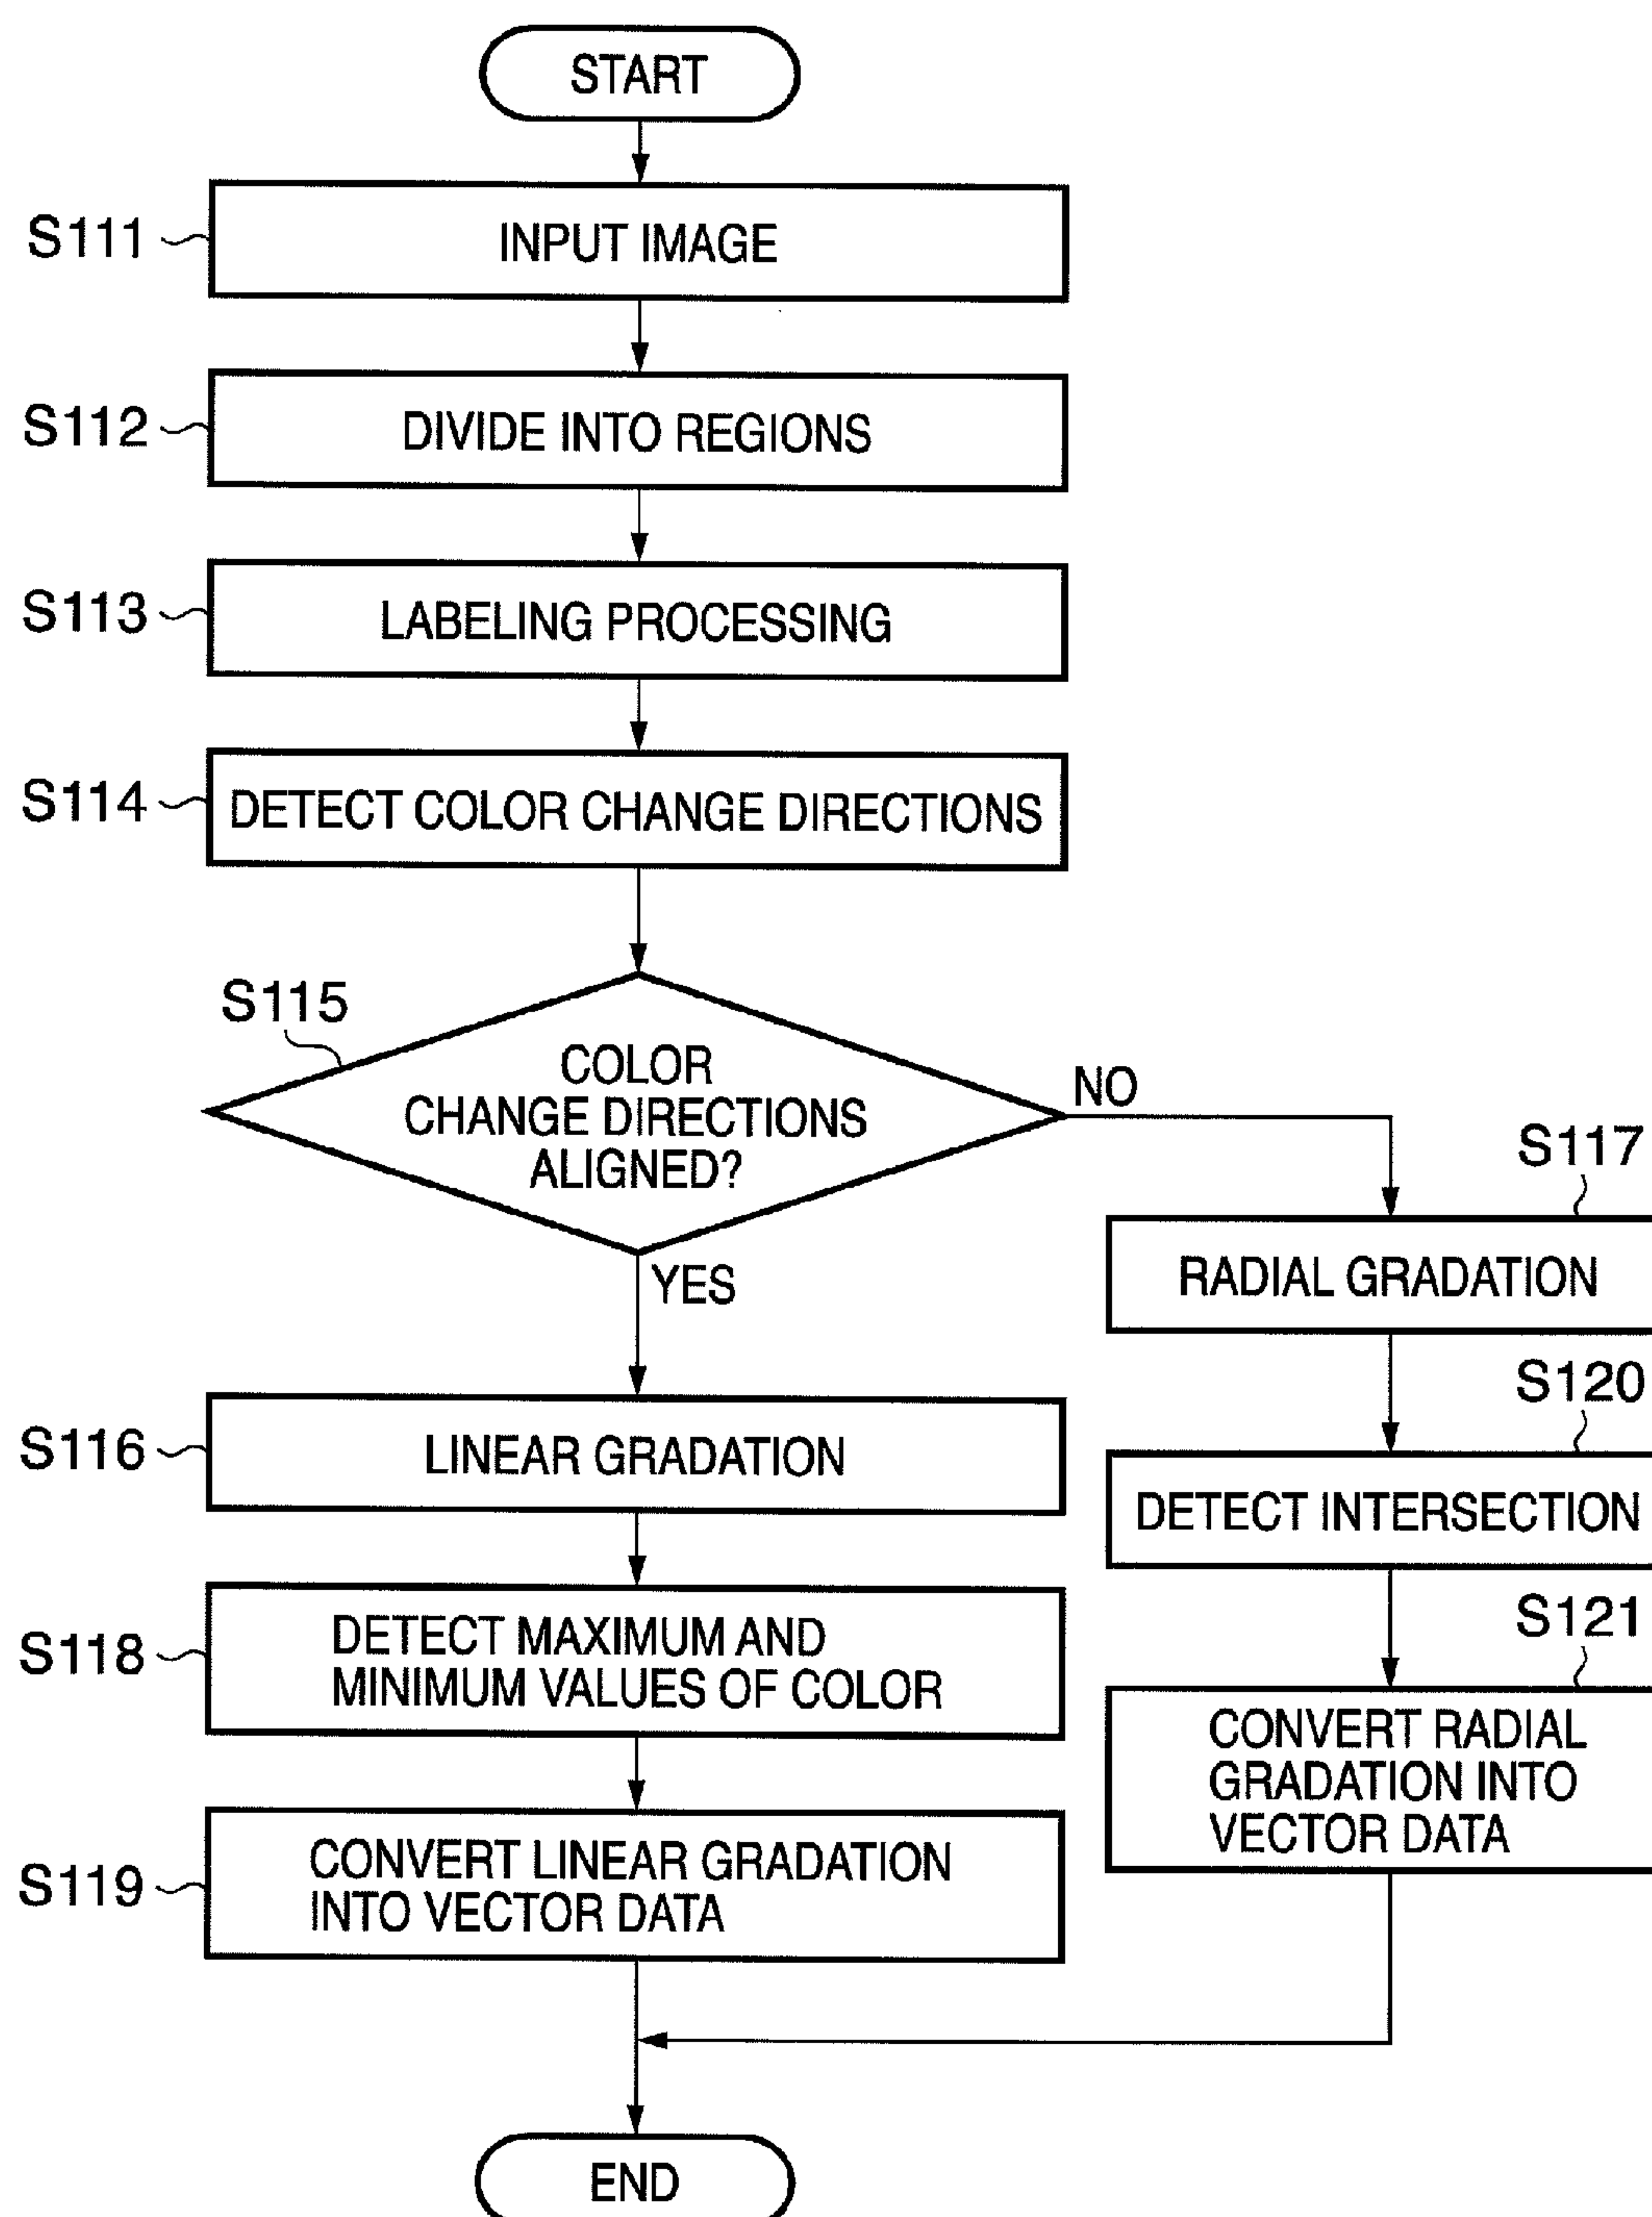 START
S111
INPUT IMAGE
S112
DIVIDE INTO REGIONS
S113
LABELING PROCESSING
S114
DETECT COLOR CHANGE DIRECTIONS
S115
COLOR
CHANGE DIRECTIONS
ALIGNED?
NO
YES
S117
RADIAL GRADATION
S120
DETECT INTERSECTION
S121
CONVERT RADIAL
GRADATION INTO
VECTOR DATA
S116
LINEAR GRADATION
S118
DETECT MAXIMUM AND
MINIMUM VALUES OF COLOR
S119
CONVERT LINEAR GRADATION
INTO VECTOR DATA
END